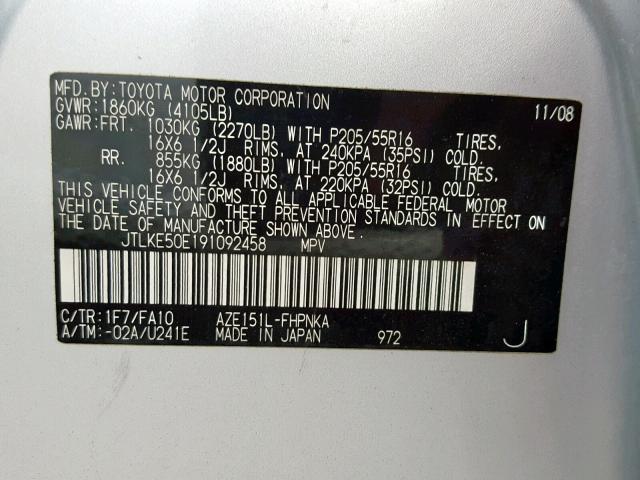 MFD. BY: TOYOTA MOTOR CORPORATION 11/08
GVWR: 1860KG (4105LB)
GAWR: FRT. 1030KG (2270LB) WITH P205/55R16 TIRES,
16X6 1/2J RIMS, AT 240KPA (35PSI) COLD.
RR. 855KG (1880LB) WITH P205/55R16 TIRES,
16X6 1/2J RIMS, AT 220KPA (32PSI) COLD.
THIS VEHICLE CONFORMS TO ALL APPLICABLE FEDERAL MOTOR
VEHICLE SAFETY AND THEFT PREVENTION STANDARDS IN EFFECT ON
THE DATE OF MANUFACTURE SHOWN ABOVE.
JTLKE50E191092458 MPV
C/TR: 1F7/FA10 AZE151L-FHPNKA
A/TM: -02A/U241E MADE IN JAPAN 972 J